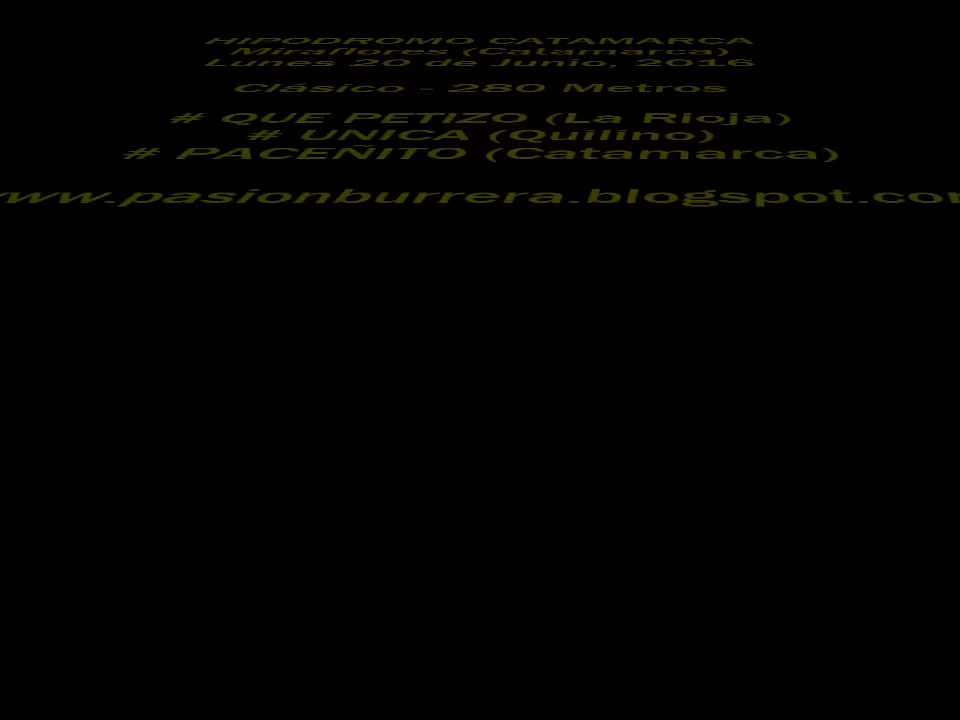 HIPODROMO CATAMARCA
Miraflores (Catamarca)
Lunes 20 de Junio, 2016
Clásico - 280 Metros
# QUE PETIZO (La Rioja)
# UNICA (Quilino)
# PACEÑITO (Catamarca)
www.pasionburrera.blogspot.com